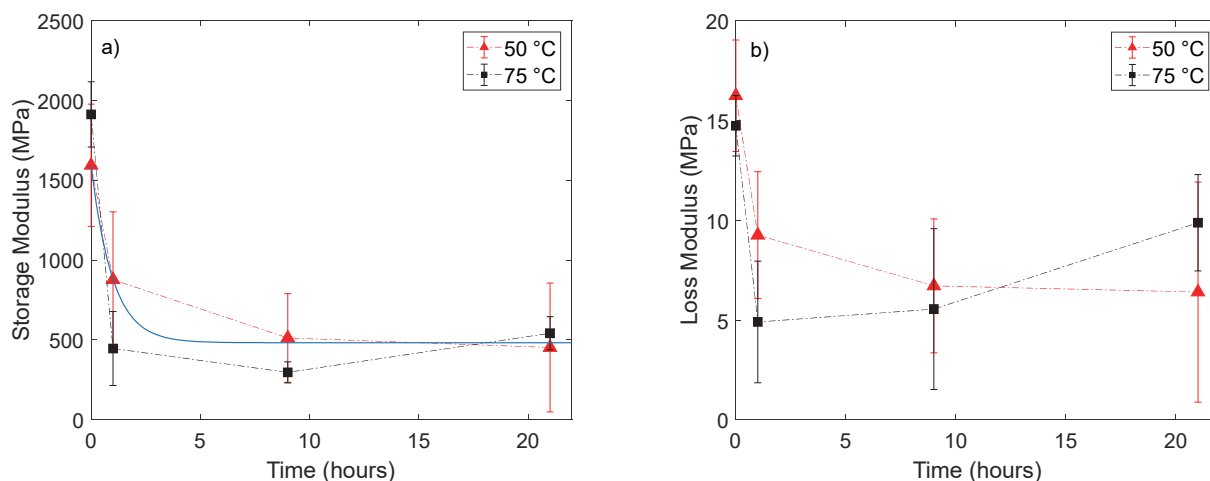 a)
50 °C
75 °C
2500
2000
1500
1000
500
0
Storage Modulus (MPa)
0 5 10 15 20
Time (hours)
b)
50 °C
75 °C
20
15
10
5
0
Loss Modulus (MPa)
0 5 10 15 20
Time (hours)